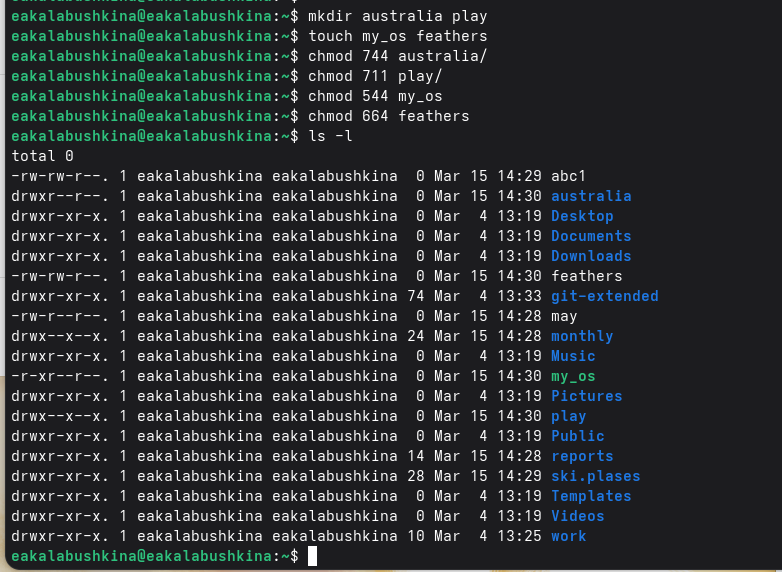 eakalabushkina@eakalabushkina:~$ mkdir australia play
eakalabushkina@eakalabushkina:~$ touch my_os feathers
eakalabushkina@eakalabushkina:~$ chmod 744 australia/
eakalabushkina@eakalabushkina:~$ chmod 711 play/
eakalabushkina@eakalabushkina:~$ chmod 544 my_os
eakalabushkina@eakalabushkina:~$ chmod 664 feathers
eakalabushkina@eakalabushkina:~$ ls -l
total 0
-rw-rw-r--. 1 eakalabushkina eakalabushkina  0 Mar 15 14:29 abc1
drwxr--r--. 1 eakalabushkina eakalabushkina  0 Mar 15 14:30 australia
drwxr-xr-x. 1 eakalabushkina eakalabushkina  0 Mar  4 13:19 Desktop
drwxr-xr-x. 1 eakalabushkina eakalabushkina  0 Mar  4 13:19 Documents
drwxr-xr-x. 1 eakalabushkina eakalabushkina  0 Mar  4 13:19 Downloads
-rw-rw-r--. 1 eakalabushkina eakalabushkina  0 Mar 15 14:30 feathers
drwxr-xr-x. 1 eakalabushkina eakalabushkina 74 Mar  4 13:33 git-extended
-rw-r--r--. 1 eakalabushkina eakalabushkina  0 Mar 15 14:28 may
drwx--x--x. 1 eakalabushkina eakalabushkina 24 Mar 15 14:28 monthly
drwxr-xr-x. 1 eakalabushkina eakalabushkina  0 Mar  4 13:19 Music
-r-xr--r--. 1 eakalabushkina eakalabushkina  0 Mar 15 14:30 my_os
drwxr-xr-x. 1 eakalabushkina eakalabushkina  0 Mar  4 13:19 Pictures
drwx--x--x. 1 eakalabushkina eakalabushkina  0 Mar 15 14:30 play
drwxr-xr-x. 1 eakalabushkina eakalabushkina  0 Mar  4 13:19 Public
drwxr-xr-x. 1 eakalabushkina eakalabushkina 14 Mar 15 14:28 reports
drwxr-xr-x. 1 eakalabushkina eakalabushkina 28 Mar 15 14:29 ski.plases
drwxr-xr-x. 1 eakalabushkina eakalabushkina  0 Mar  4 13:19 Templates
drwxr-xr-x. 1 eakalabushkina eakalabushkina  0 Mar  4 13:19 Videos
drwxr-xr-x. 1 eakalabushkina eakalabushkina 10 Mar  4 13:25 work
eakalabushkina@eakalabushkina:~$